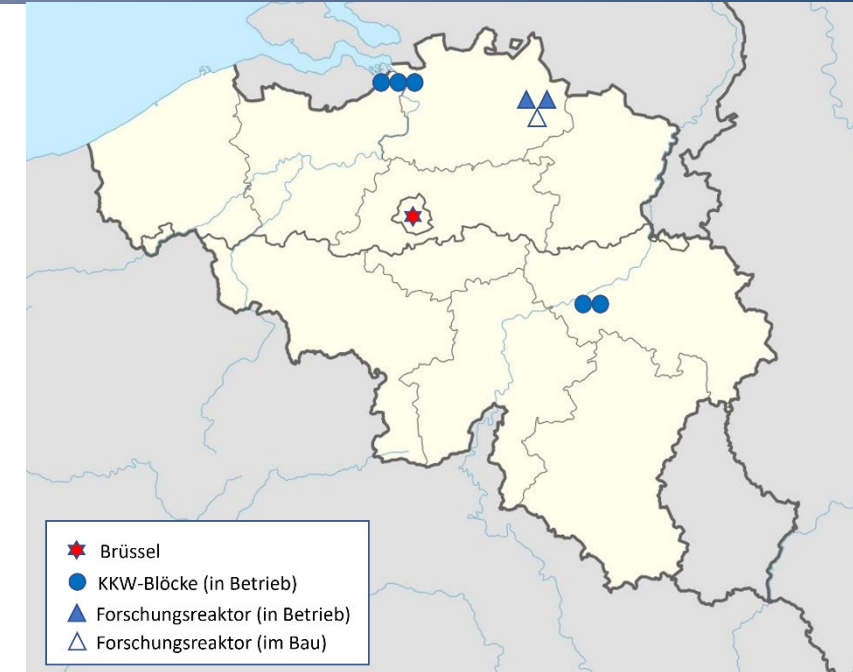 Brüssel
KKW-Blöcke (in Betrieb)
Forschungsreaktor (in Betrieb)
Forschungsreaktor (im Bau)